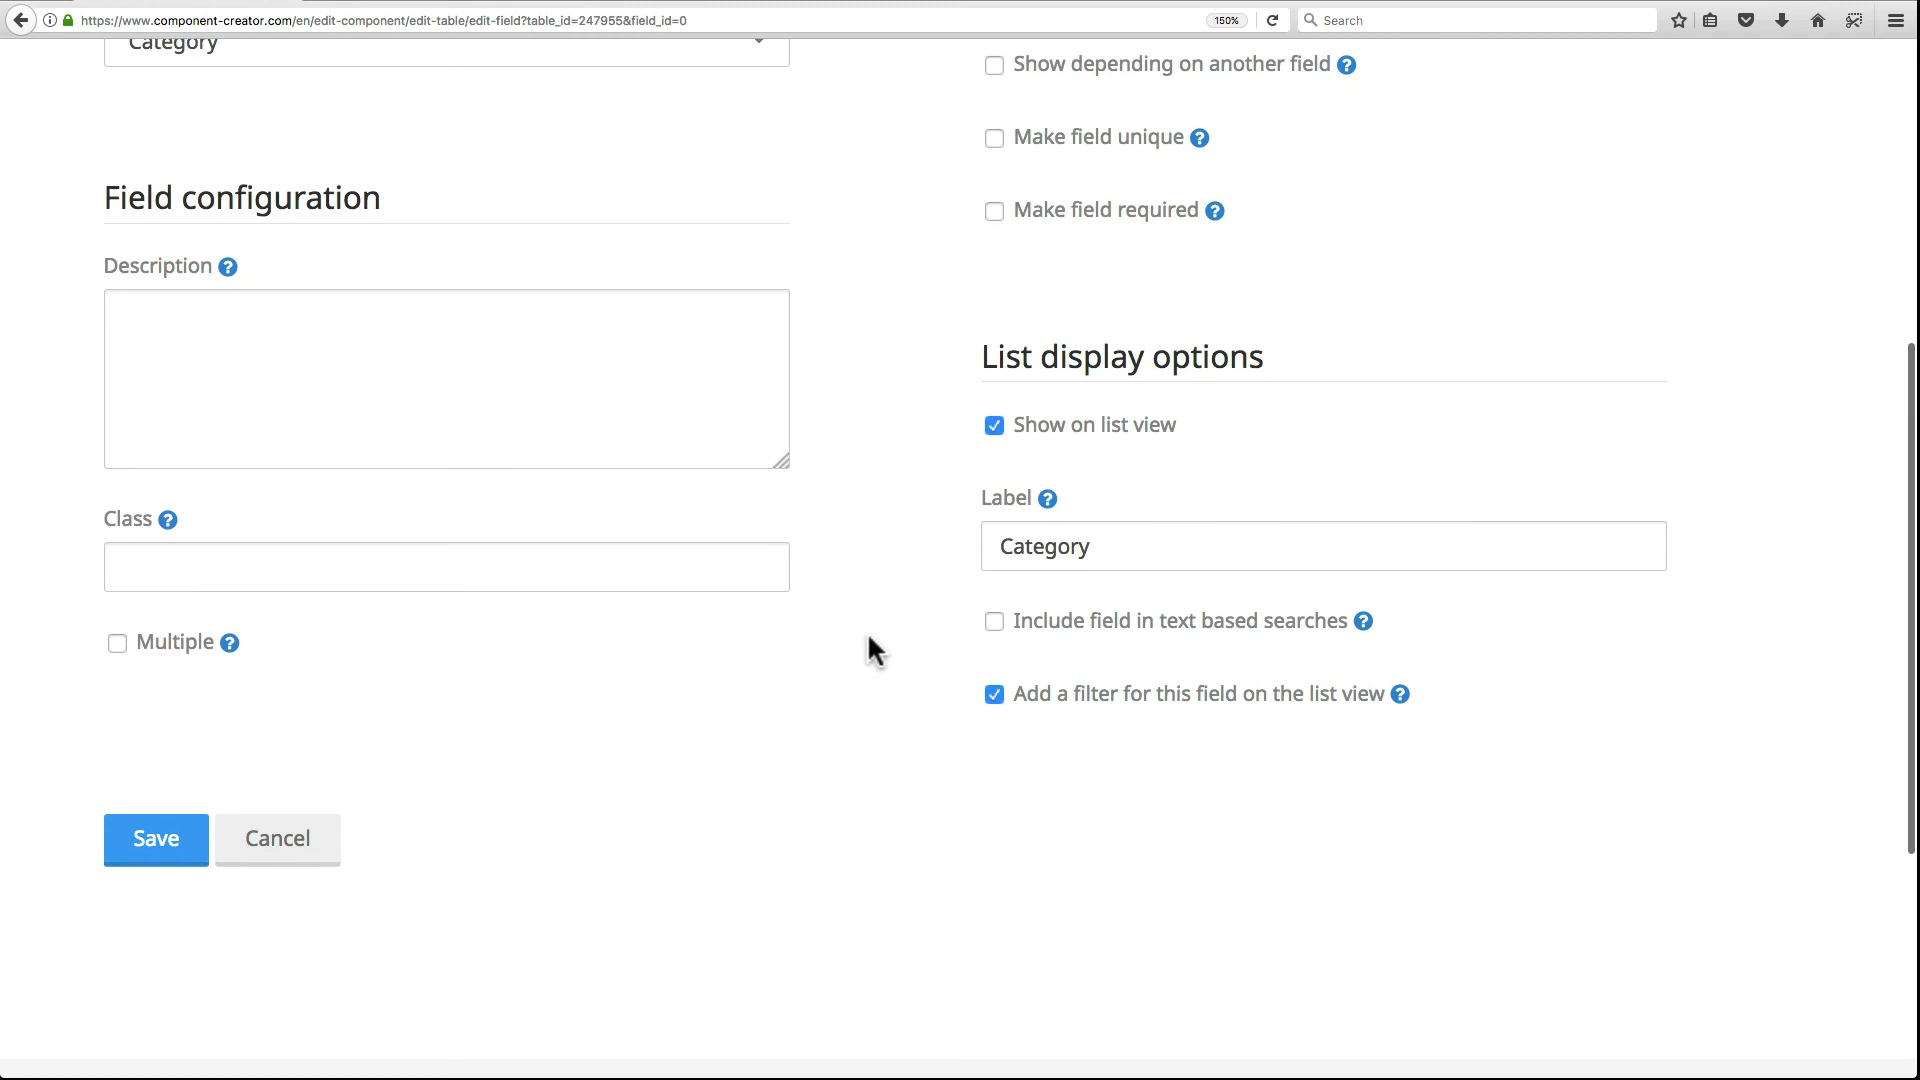 https://www.component-creator.com/en/edit-component/edit-table/edit-field?table_id=247955&field_id=0
150%
Search
Category
Show depending on another field
Make field unique
Make field required
Field configuration
Description
Class
Multiple
List display options
Show on list view
Label
Category
Include field in text based searches
Add a filter for this field on the list view
Save
Cancel